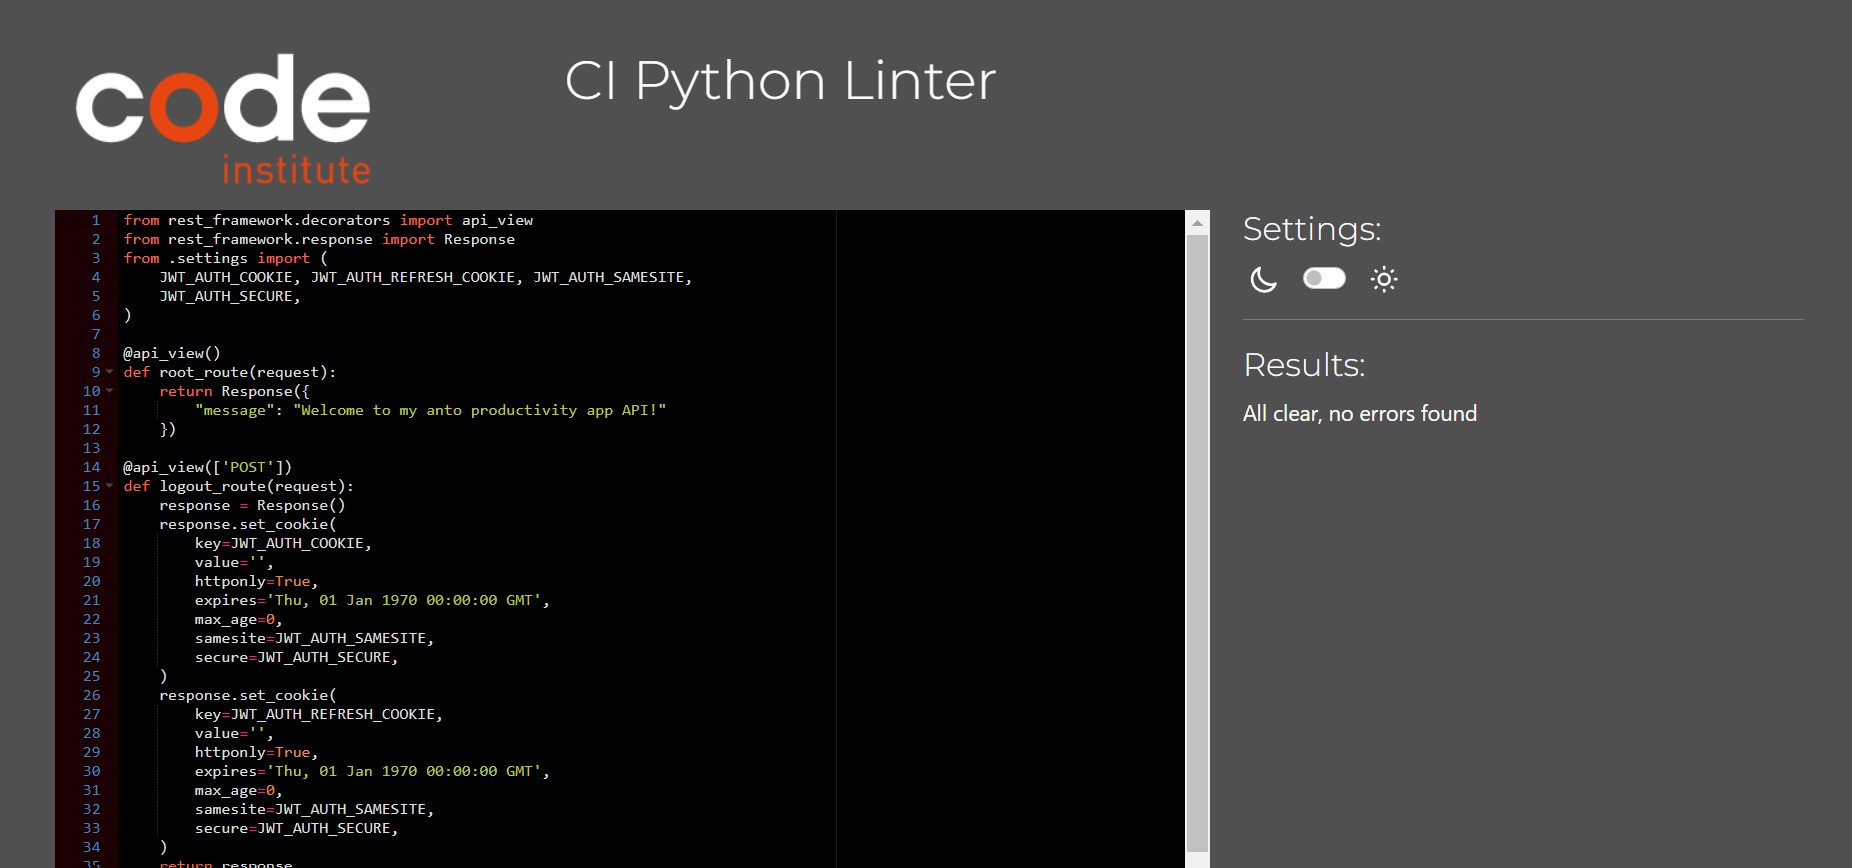 code
institute
CI Python Linter
1 from rest_framework.decorators import api_view
2 from rest_framework.response import Response
3 from .settings import (
4     JWT_AUTH_COOKIE, JWT_AUTH_REFRESH_COOKIE, JWT_AUTH_SAMESITE,
5     JWT_AUTH_SECURE,
6 )
7
8 @api_view()
9 def root_route(request):
10     return Response({
11         "message": "Welcome to my anto productivity app API!"
12     })
13
14 @api_view(['POST'])
15 def logout_route(request):
16     response = Response()
17     response.set_cookie(
18         key=JWT_AUTH_COOKIE,
19         value='',
20         httponly=True,
21         expires='Thu, 01 Jan 1970 00:00:00 GMT',
22         max_age=0,
23         samesite=JWT_AUTH_SAMESITE,
24         secure=JWT_AUTH_SECURE,
25     )
26     response.set_cookie(
27         key=JWT_AUTH_REFRESH_COOKIE,
28         value='',
29         httponly=True,
30         expires='Thu, 01 Jan 1970 00:00:00 GMT',
31         max_age=0,
32         samesite=JWT_AUTH_SAMESITE,
33         secure=JWT_AUTH_SECURE,
34     )
35     return response
Settings:
Results:
All clear, no errors found